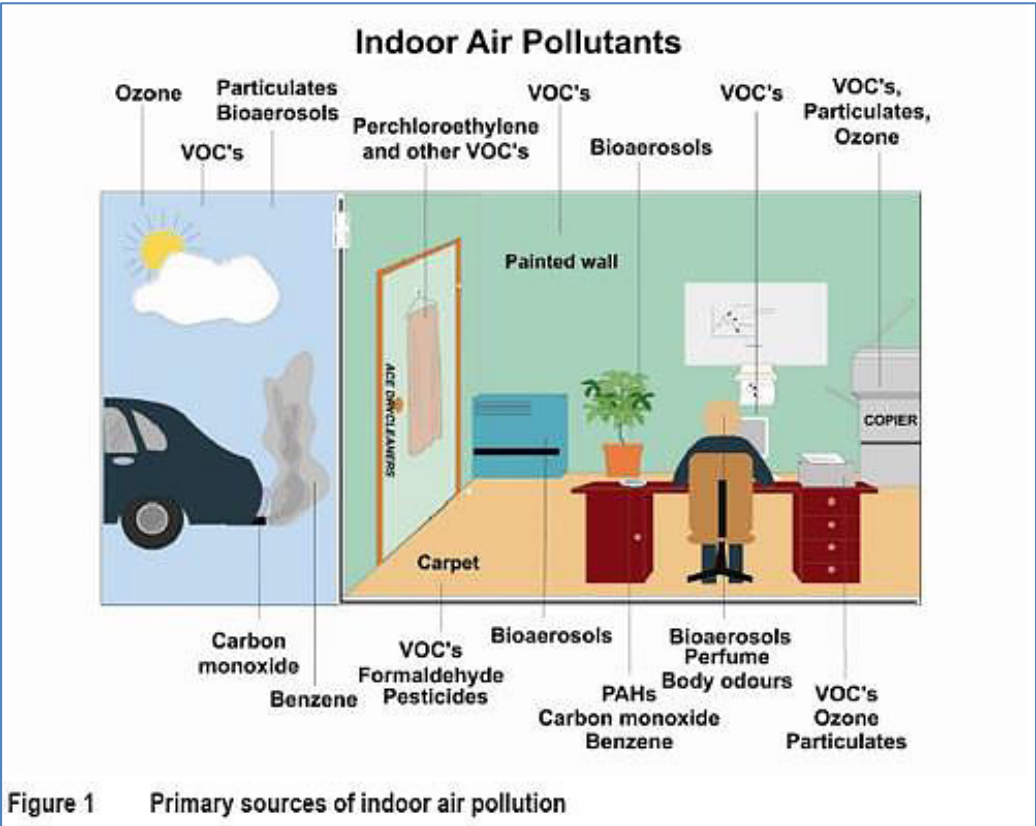 Indoor Air Pollutants
Ozone
Particulates
Bioaerosols
VOC's
Perchloroethylene
and other VOC's
VOC's
Bioaerosols
VOC's
VOC's,
Particulates,
Ozone
Painted wall
ACE DRYCLEANERS
COPIER
Carpet
Carbon
monoxide
Benzene
VOC's
Formaldehyde
Pesticides
Bioaerosols
PAHs
Carbon monoxide
Benzene
Bioaerosols
Perfume
Body odours
VOC's
Ozone
Particulates
Figure 1 Primary sources of indoor air pollution